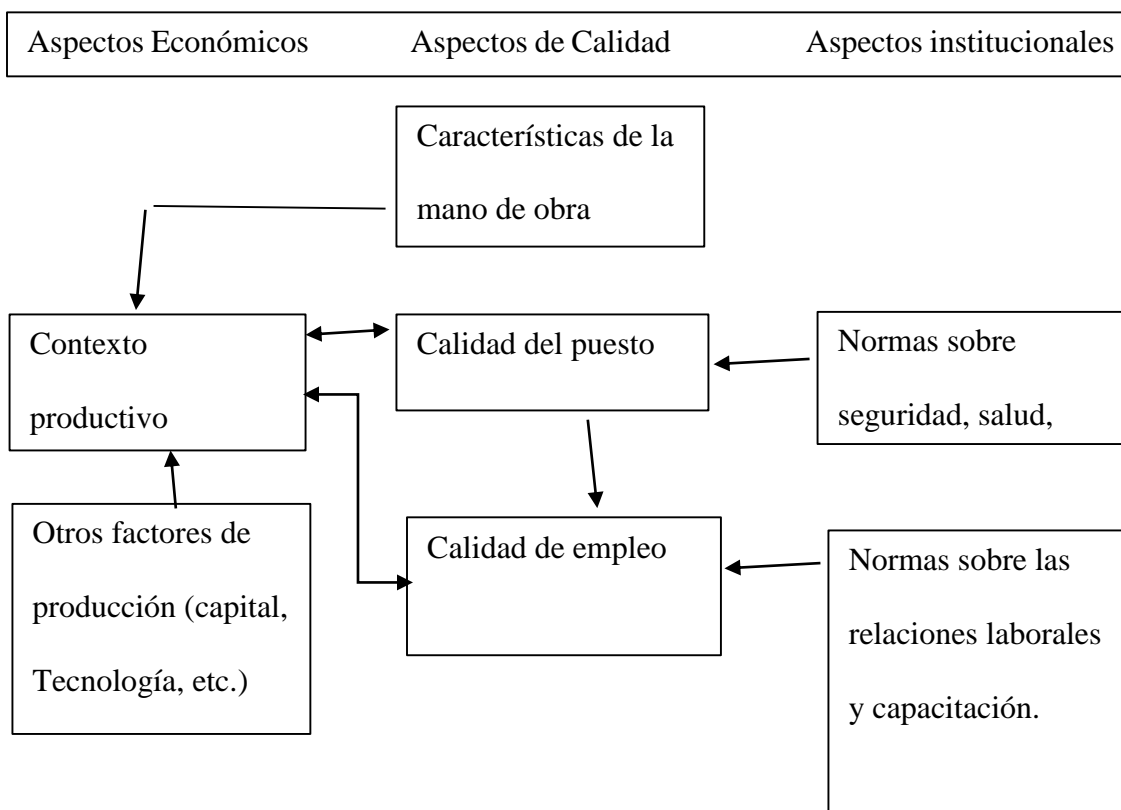 Aspectos Económicos Aspectos de Calidad Aspectos institucionales
Características de la
mano de obra
Contexto
productivo
Calidad del puesto
Normas sobre
seguridad, salud,
Otros factores de
producción (capital,
Tecnología, etc.)
Calidad de empleo
Normas sobre las
relaciones laborales
y capacitación.